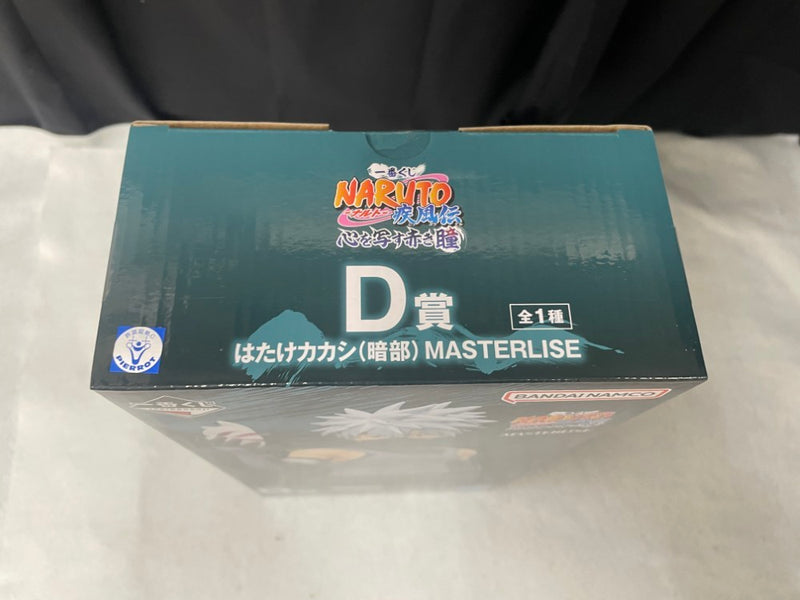 一番くじ
NARUTO
ナルト
疾風伝
心を写す赤き瞳
D賞
全1種
はたけカカシ(暗部) MASTERLISE
PIERROT
BANDAI NAMCO
MASTERLISE